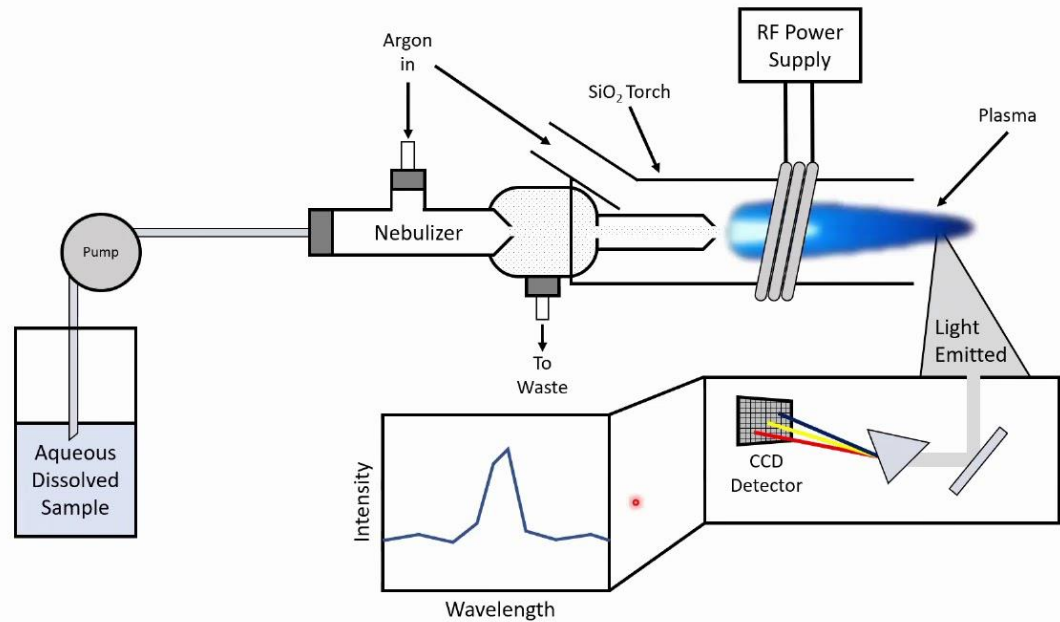 Argon
in
RF Power
Supply
SiO₂ Torch
Plasma
Nebulizer
Pump
To
Waste
Light
Emitted
Aqueous
Dissolved
Sample
CCD
Detector
Intensity
Wavelength